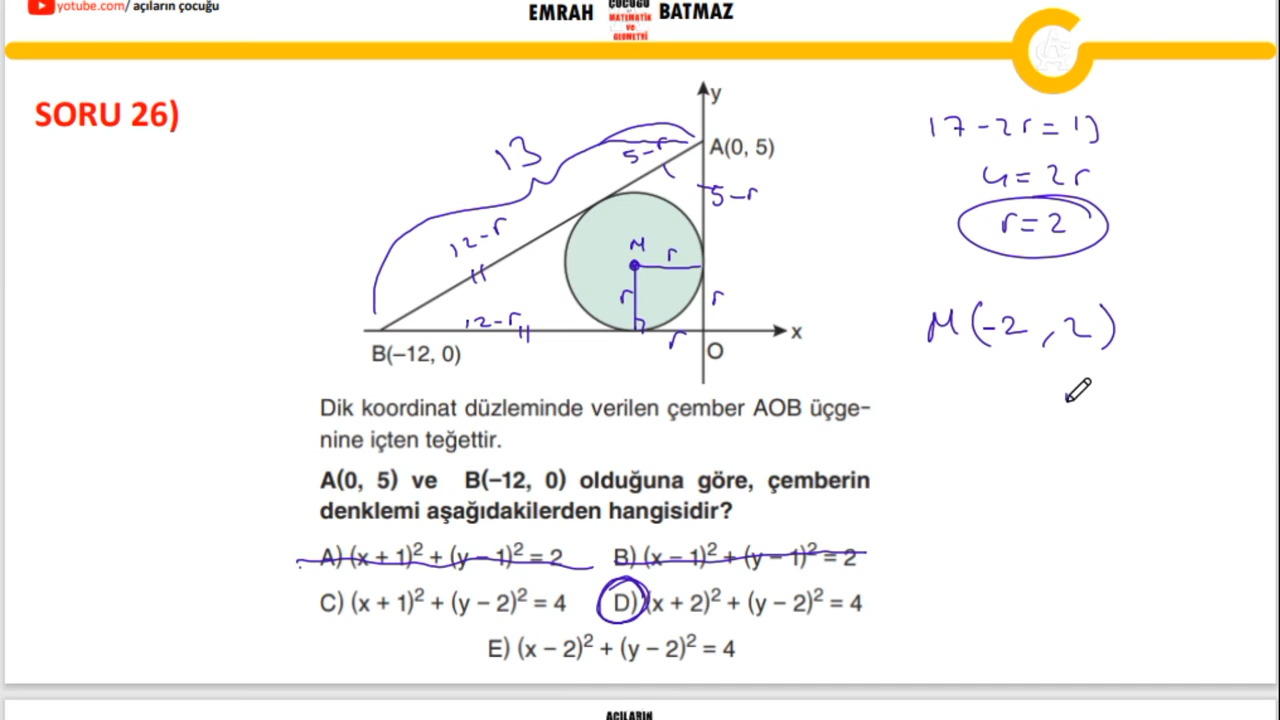 yotube.com/ açıların çocuğu
EMRAH
ÇOCUĞU
MATEMATİK
ve
GEOMETRİ
BATMAZ
SORU 26)
y
A(0, 5)
13
5-r
5-r
12-r
M
r
r
r
12-r
r
x
B(–12, 0)
O
17-2r=13
4=2r
r=2
M(-2, 2)
Dik koordinat düzleminde verilen çember AOB üçge-
nine içten teğettir.
A(0, 5) ve B(–12, 0) olduğuna göre, çemberin
denklemi aşağıdakilerden hangisidir?
A) (x + 1)² + (y – 1)² = 2 B) (x – 1)² + (y – 1)² = 2
C) (x + 1)² + (y – 2)² = 4 D) (x + 2)² + (y – 2)² = 4
E) (x – 2)² + (y – 2)² = 4
AÇILARIN